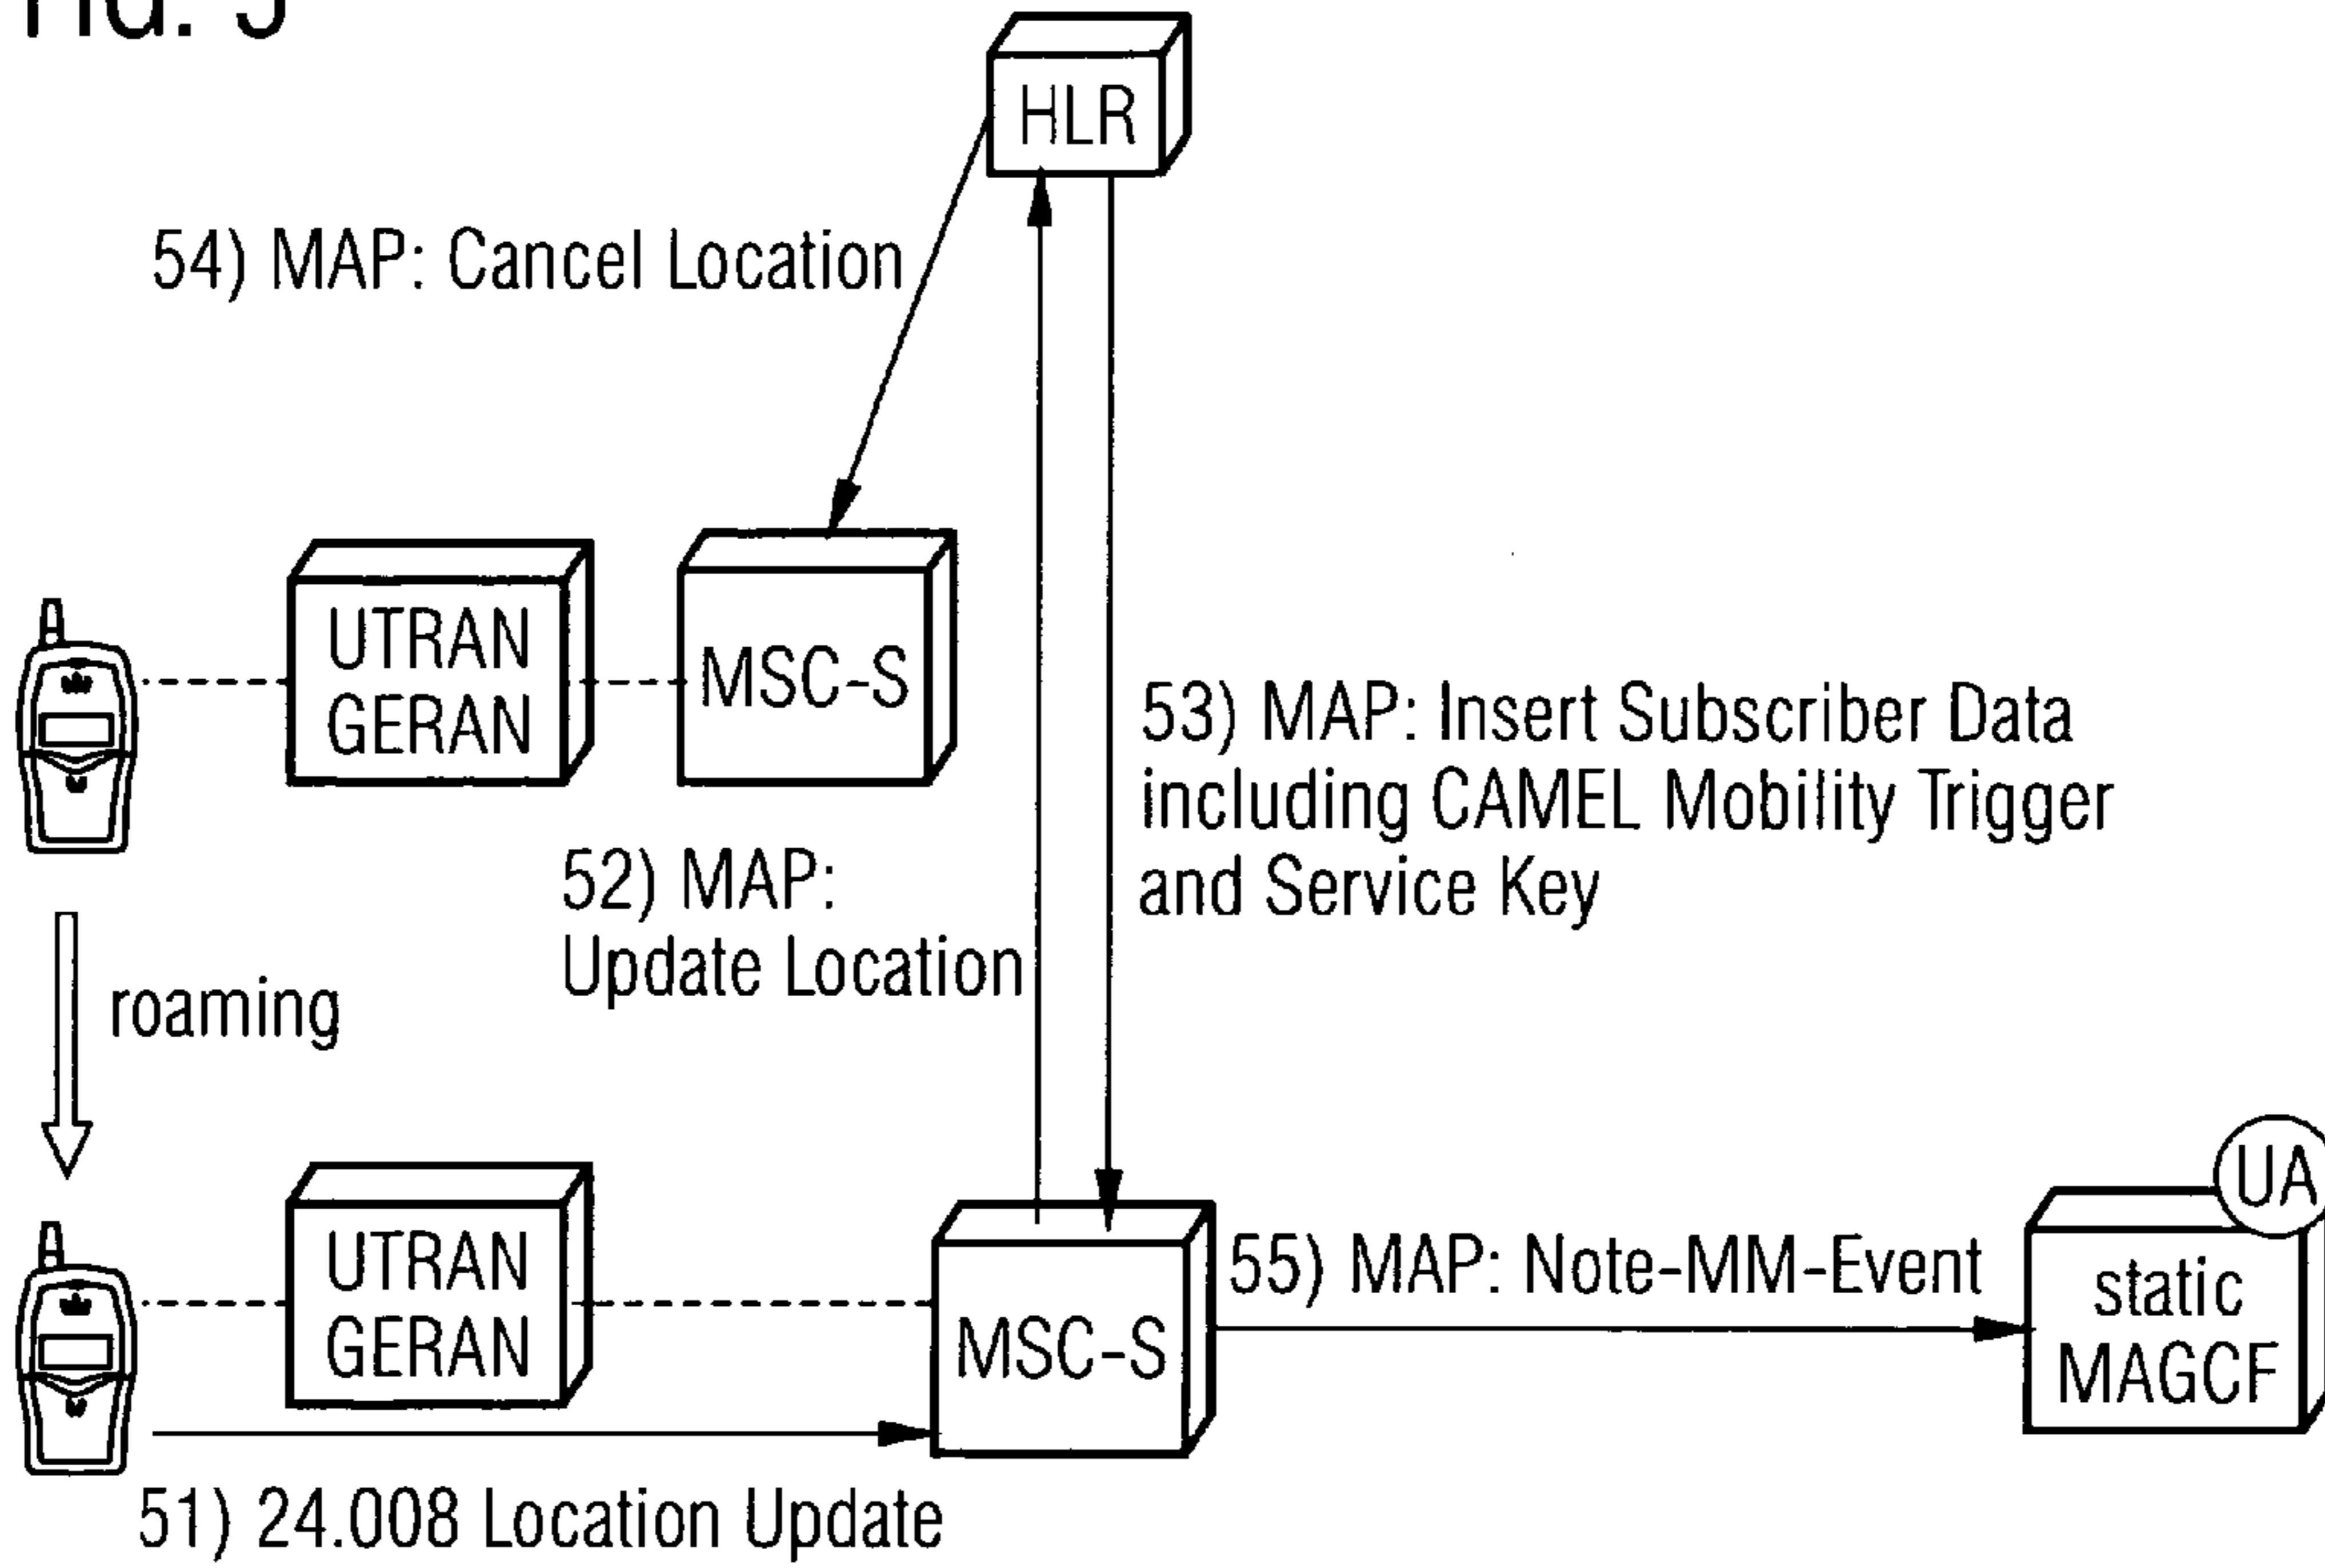 FIG. 5
HLR
54) MAP: Cancel Location
UTRAN
GERAN
MSC-S
53) MAP: Insert Subscriber Data
including CAMEL Mobility Trigger
and Service Key
52) MAP:
Update Location
roaming
UTRAN
GERAN
MSC-S
55) MAP: Note-MM-Event
UA
static
MAGCF
51) 24.008 Location Update